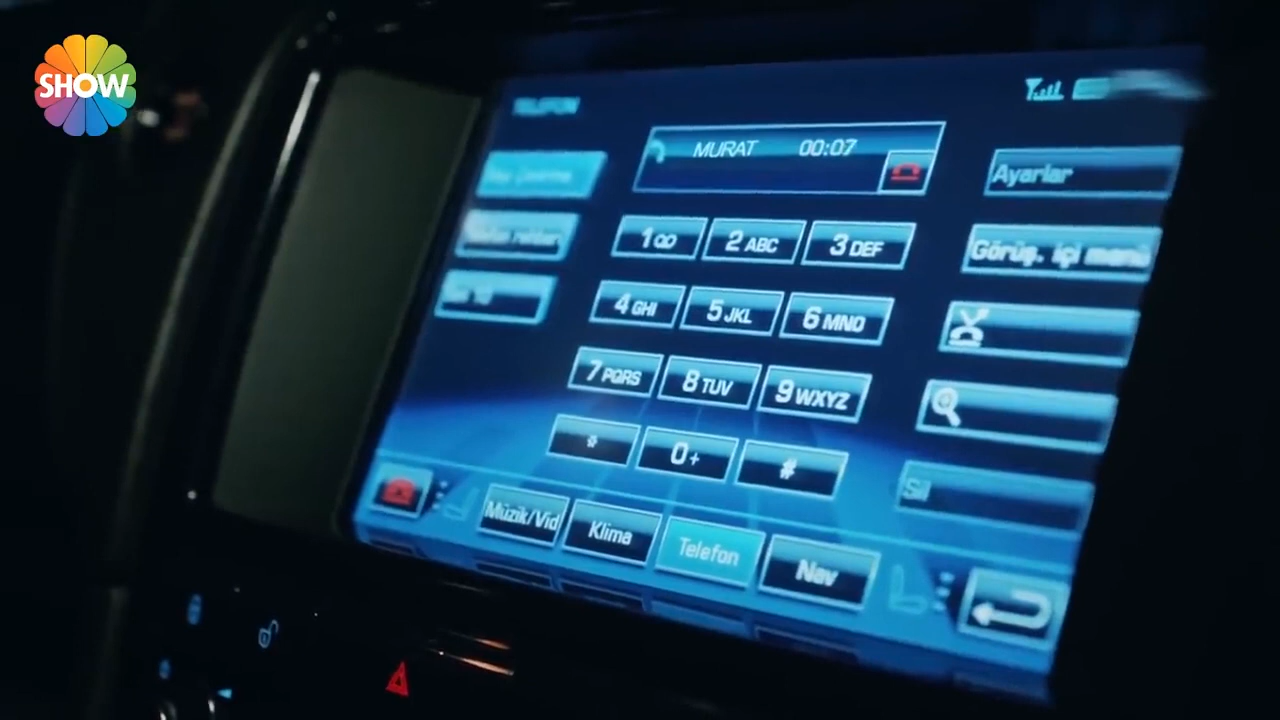 SHOW
TELEFON
MURAT 00:07
Ayarlar
1 2 ABC 3 DEF
Görüş. içi menü
4 GHI 5 JKL 6 MNO
7 PQRS 8 TUV 9 WXYZ
* 0+ #
Sil
Müzik/Vid Klima Telefon Nav